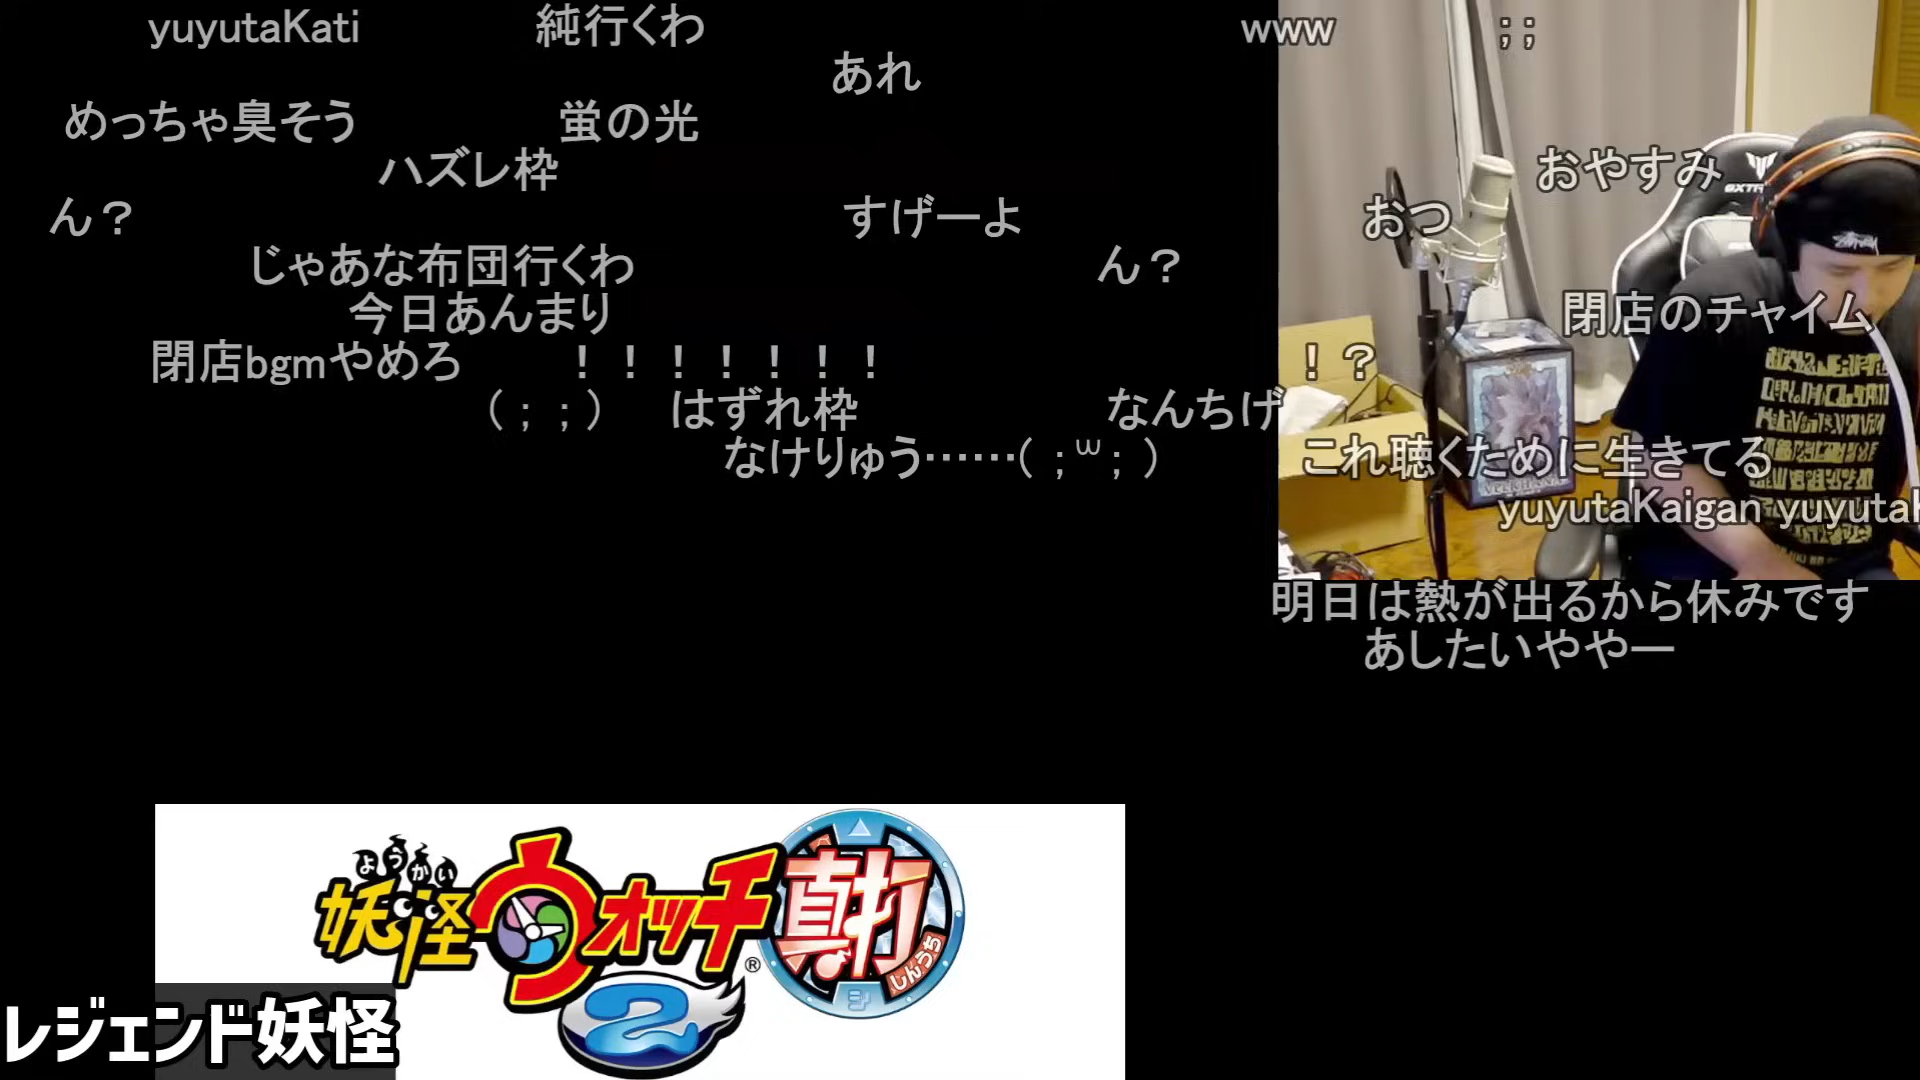 yuyutaKati
純行くわ
www
; ;
あれ
めっちゃ臭そう
蛍の光
ハズレ枠
おやすみ
ん？
すげーよ
おつ
じゃあな布団行くわ
ん？
今日あんまり
閉店のチャイム
閉店bgmやめろ
！！！！！！！
！？
（；；）
はずれ枠
なんちげ
なけりゅう……( ;ω; )
これ聴くために生きてる
yuyutaKaigan yuyutak
明日は熱が出るから休みです
あしたいややー
ようかい
妖怪ウォッチ
®
2
真打
しんうち
レジェンド妖怪